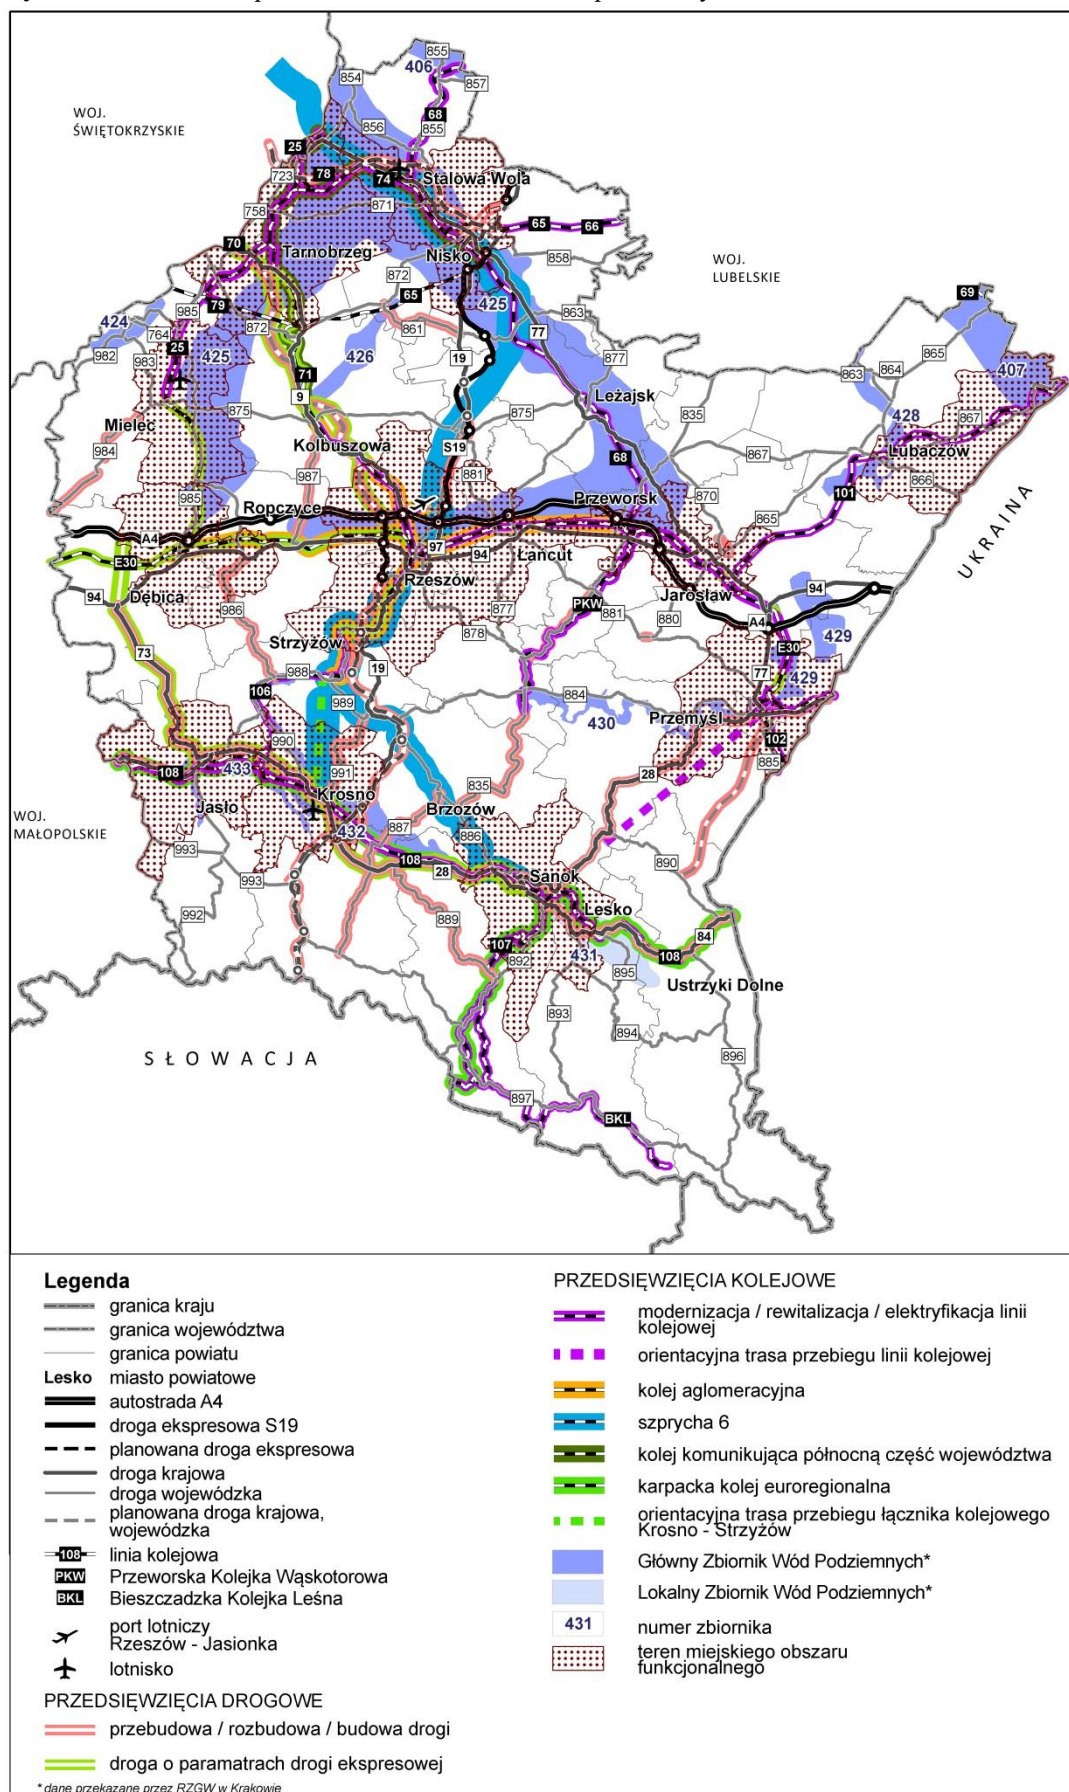 855
406
857
854
WOJ.
ŚWIĘTOKRZYSKIE
68
856
855
25
723
78
74
Stalowa Wola
758
871
65
66
70
Tarnobrzeg
Nisko
858
WOJ.
LUBELSKIE
872
65
79
985
425
863
69
424
872
861
77
764
982
983
25
425
426
19
877
865
863
864
407
71
9
875
Leżajsk
875
835
428
867
Mielec
Kolbuszowa
S19
Lubaczów
984
987
881
68
867
866
985
Ropczyce
Przeworsk
870
101
865
A4
97
94
Łańcut
E30
Rzeszów
UKRAINA
94
Dębica
986
877
PKW
881
Jarosław
94
880
A4
429
Strzyżów
878
E30
73
19
988
77
429
106
989
884
430
Przemyśl
990
102
885
108
433
991
835
28
Krosno
Jasło
Brzozów
WOJ.
MAŁOPOLSKIE
432
887
886
993
108
28
890
993
Sanok
992
889
Lesko
107
84
892
431
108
895
Ustrzyki Dolne
893
894
896
SŁOWACJA
897
BKL
Legenda
granica kraju
granica województwa
granica powiatu
Lesko miasto powiatowe
autostrada A4
droga ekspresowa S19
planowana droga ekspresowa
droga krajowa
droga wojewódzka
planowana droga krajowa,
wojewódzka
108 linia kolejowa
PKW Przeworska Kolejka Wąskotorowa
BKL Bieszczadzka Kolejka Leśna
port lotniczy
Rzeszów - Jasionka
lotnisko
PRZEDSIĘWZIĘCIA DROGOWE
przebudowa / rozbudowa / budowa drogi
droga o paramatrach drogi ekspresowej
* dane przekazane przez RZGW w Krakowie
PRZEDSIĘWZIĘCIA KOLEJOWE
modernizacja / rewitalizacja / elektryfikacja linii
kolejowej
orientacyjna trasa przebiegu linii kolejowej
kolej aglomeracyjna
szprycha 6
kolej komunikująca północną część województwa
karpacka kolej euroregionalna
orientacyjna trasa przebiegu łącznika kolejowego
Krosno - Strzyżów
Główny Zbiornik Wód Podziemnych*
Lokalny Zbiornik Wód Podziemnych*
431 numer zbiornika
teren miejskiego obszaru
funkcjonalnego